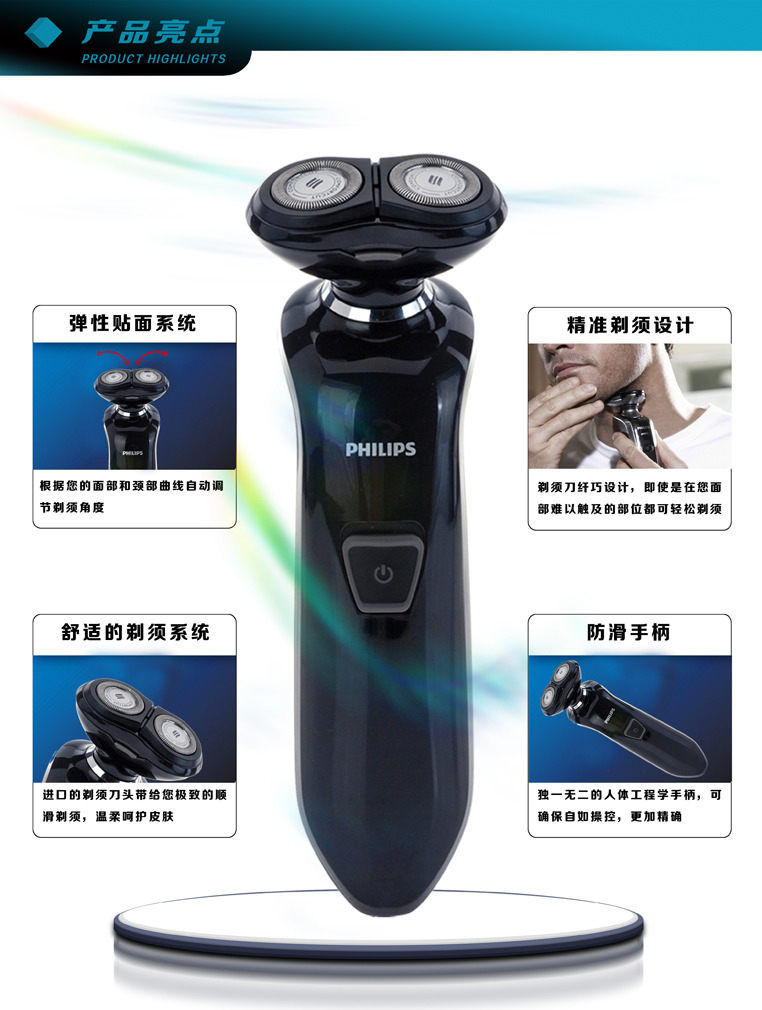 产品亮点
PRODUCT HIGHLIGHTS
弹性贴面系统
PHILIPS
根据您的面部和颈部曲线自动调
节剃须角度
精准剃须设计
剃须刀纤巧设计，即使是在您面
部难以触及的部位都可轻松剃须
PHILIPS
舒适的剃须系统
进口的剃须刀头带给您极致的顺
滑剃须，温柔呵护皮肤
防滑手柄
PHILIPS
独一无二的人体工程学手柄，可
确保自如操控，更加精确